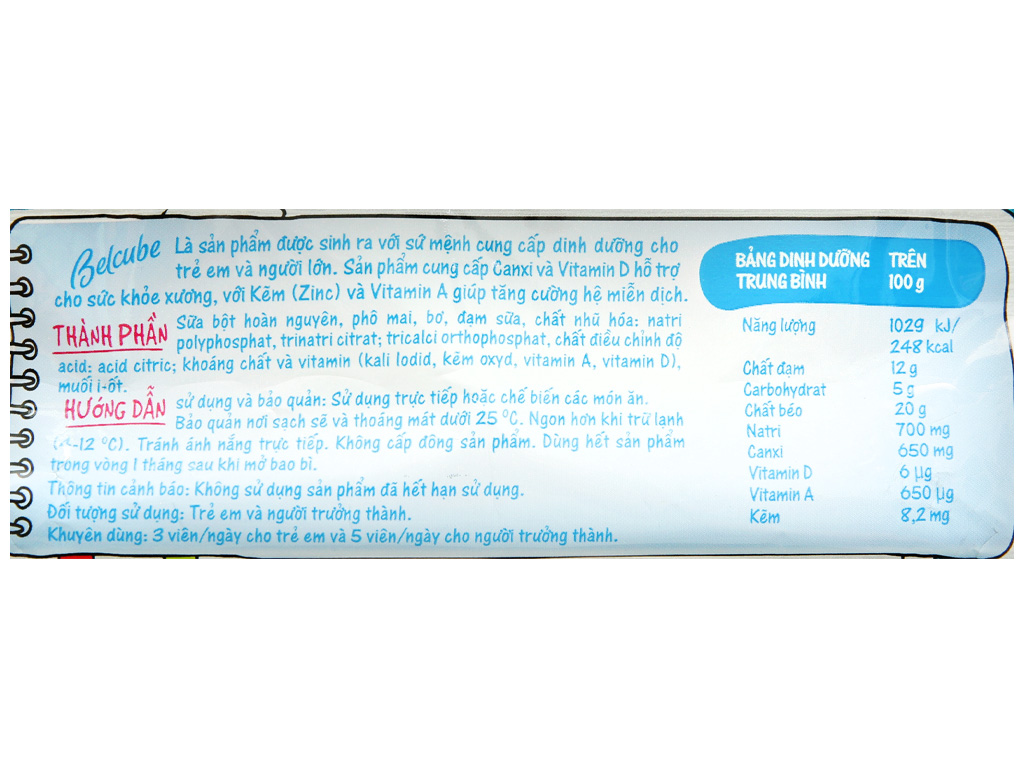 Belcube Là sản phẩm được sinh ra với sứ mệnh cung cấp dinh dưỡng cho
trẻ em và người lớn. Sản phẩm cung cấp Canxi và Vitamin D hỗ trợ
cho sức khỏe xương, với Kẽm (Zinc) và Vitamin A giúp tăng cường hệ miễn dịch.
THÀNH PHẦN Sữa bột hoàn nguyên, phô mai, bơ, đạm sữa, chất nhũ hóa: natri
polyphosphat, trinatri citrat; tricalci orthophosphat, chất điều chỉnh độ
acid: acid citric; khoáng chất và vitamin (kali Iodid, kẽm oxyd, vitamin A, vitamin D),
muối i-ốt.
HƯỚNG DẪN sử dụng và bảo quản: Sử dụng trực tiếp hoặc chế biến các món ăn.
Bảo quản nơi sạch sẽ và thoáng mát dưới 25 °C. Ngon hơn khi trữ lạnh
-12 °C). Tránh ánh nắng trực tiếp. Không cấp đông sản phẩm. Dùng hết sản phẩm
trong vòng 1 tháng sau khi mở bao bì.
Thông tin cảnh báo: Không sử dụng sản phẩm đã hết hạn sử dụng.
Đối tượng sử dụng: Trẻ em và người trưởng thành.
Khuyên dùng: 3 viên/ngày cho trẻ em và 5 viên/ngày cho người trưởng thành.
BẢNG DINH DƯỠNG TRÊN
TRUNG BÌNH 100 g
Năng lượng 1029 kJ/
248 kcal
Chất đạm 12 g
Carbohydrat 5 g
Chất béo 20 g
Natri 700 mg
Canxi 650 mg
Vitamin D 6 µg
Vitamin A 650 µg
Kẽm 8,2 mg